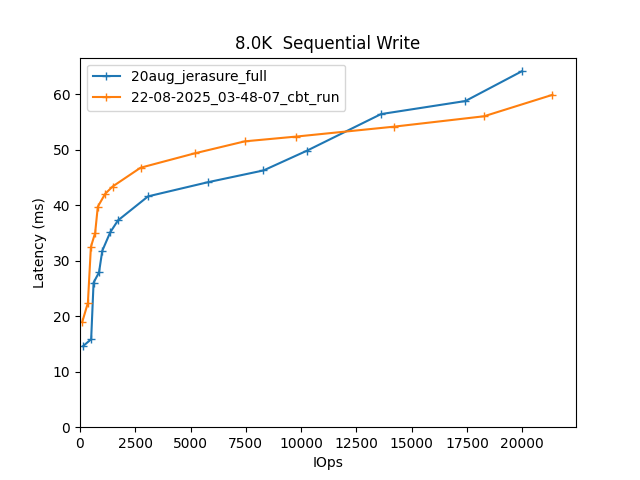 8.0K  Sequential Write
20aug_jerasure_full
22-08-2025_03-48-07_cbt_run
Latency (ms)
60
50
40
30
20
10
0
0 2500 5000 7500 10000 12500 15000 17500 20000
IOps